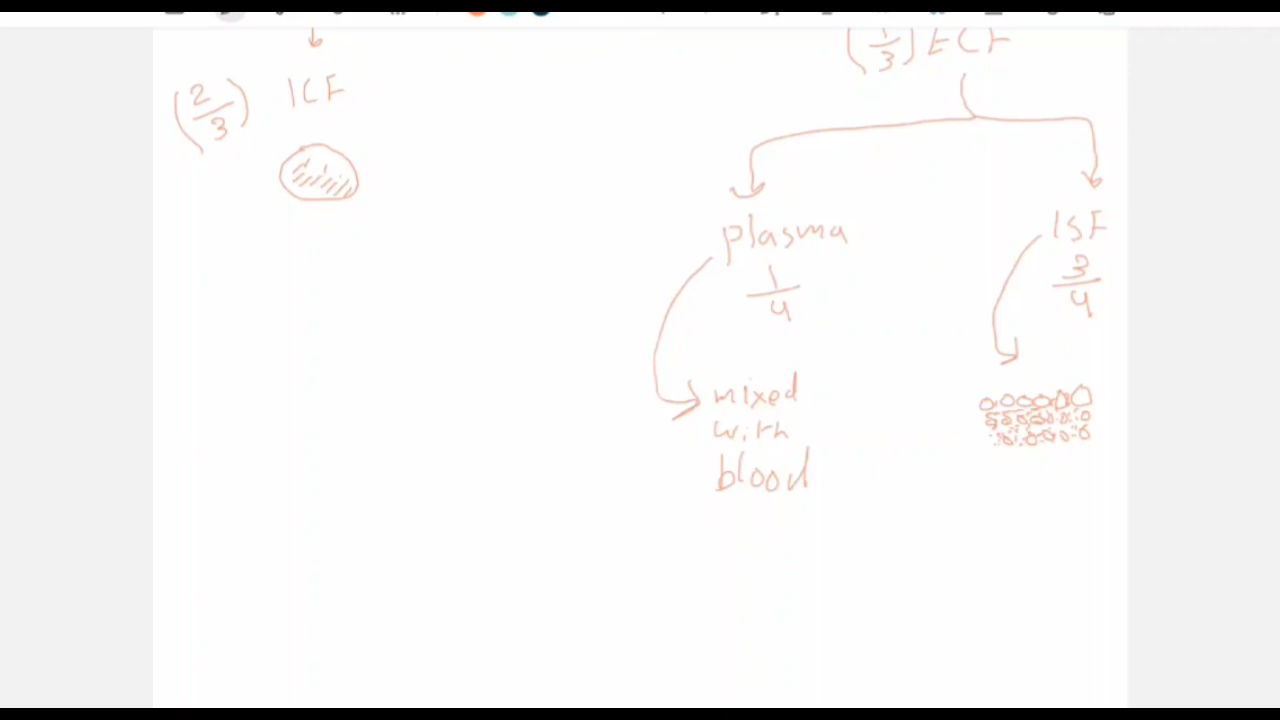 (1/3) ECF
(2/3) ICF
plasma
1/4
ISF
3/4
mixed
with
blood